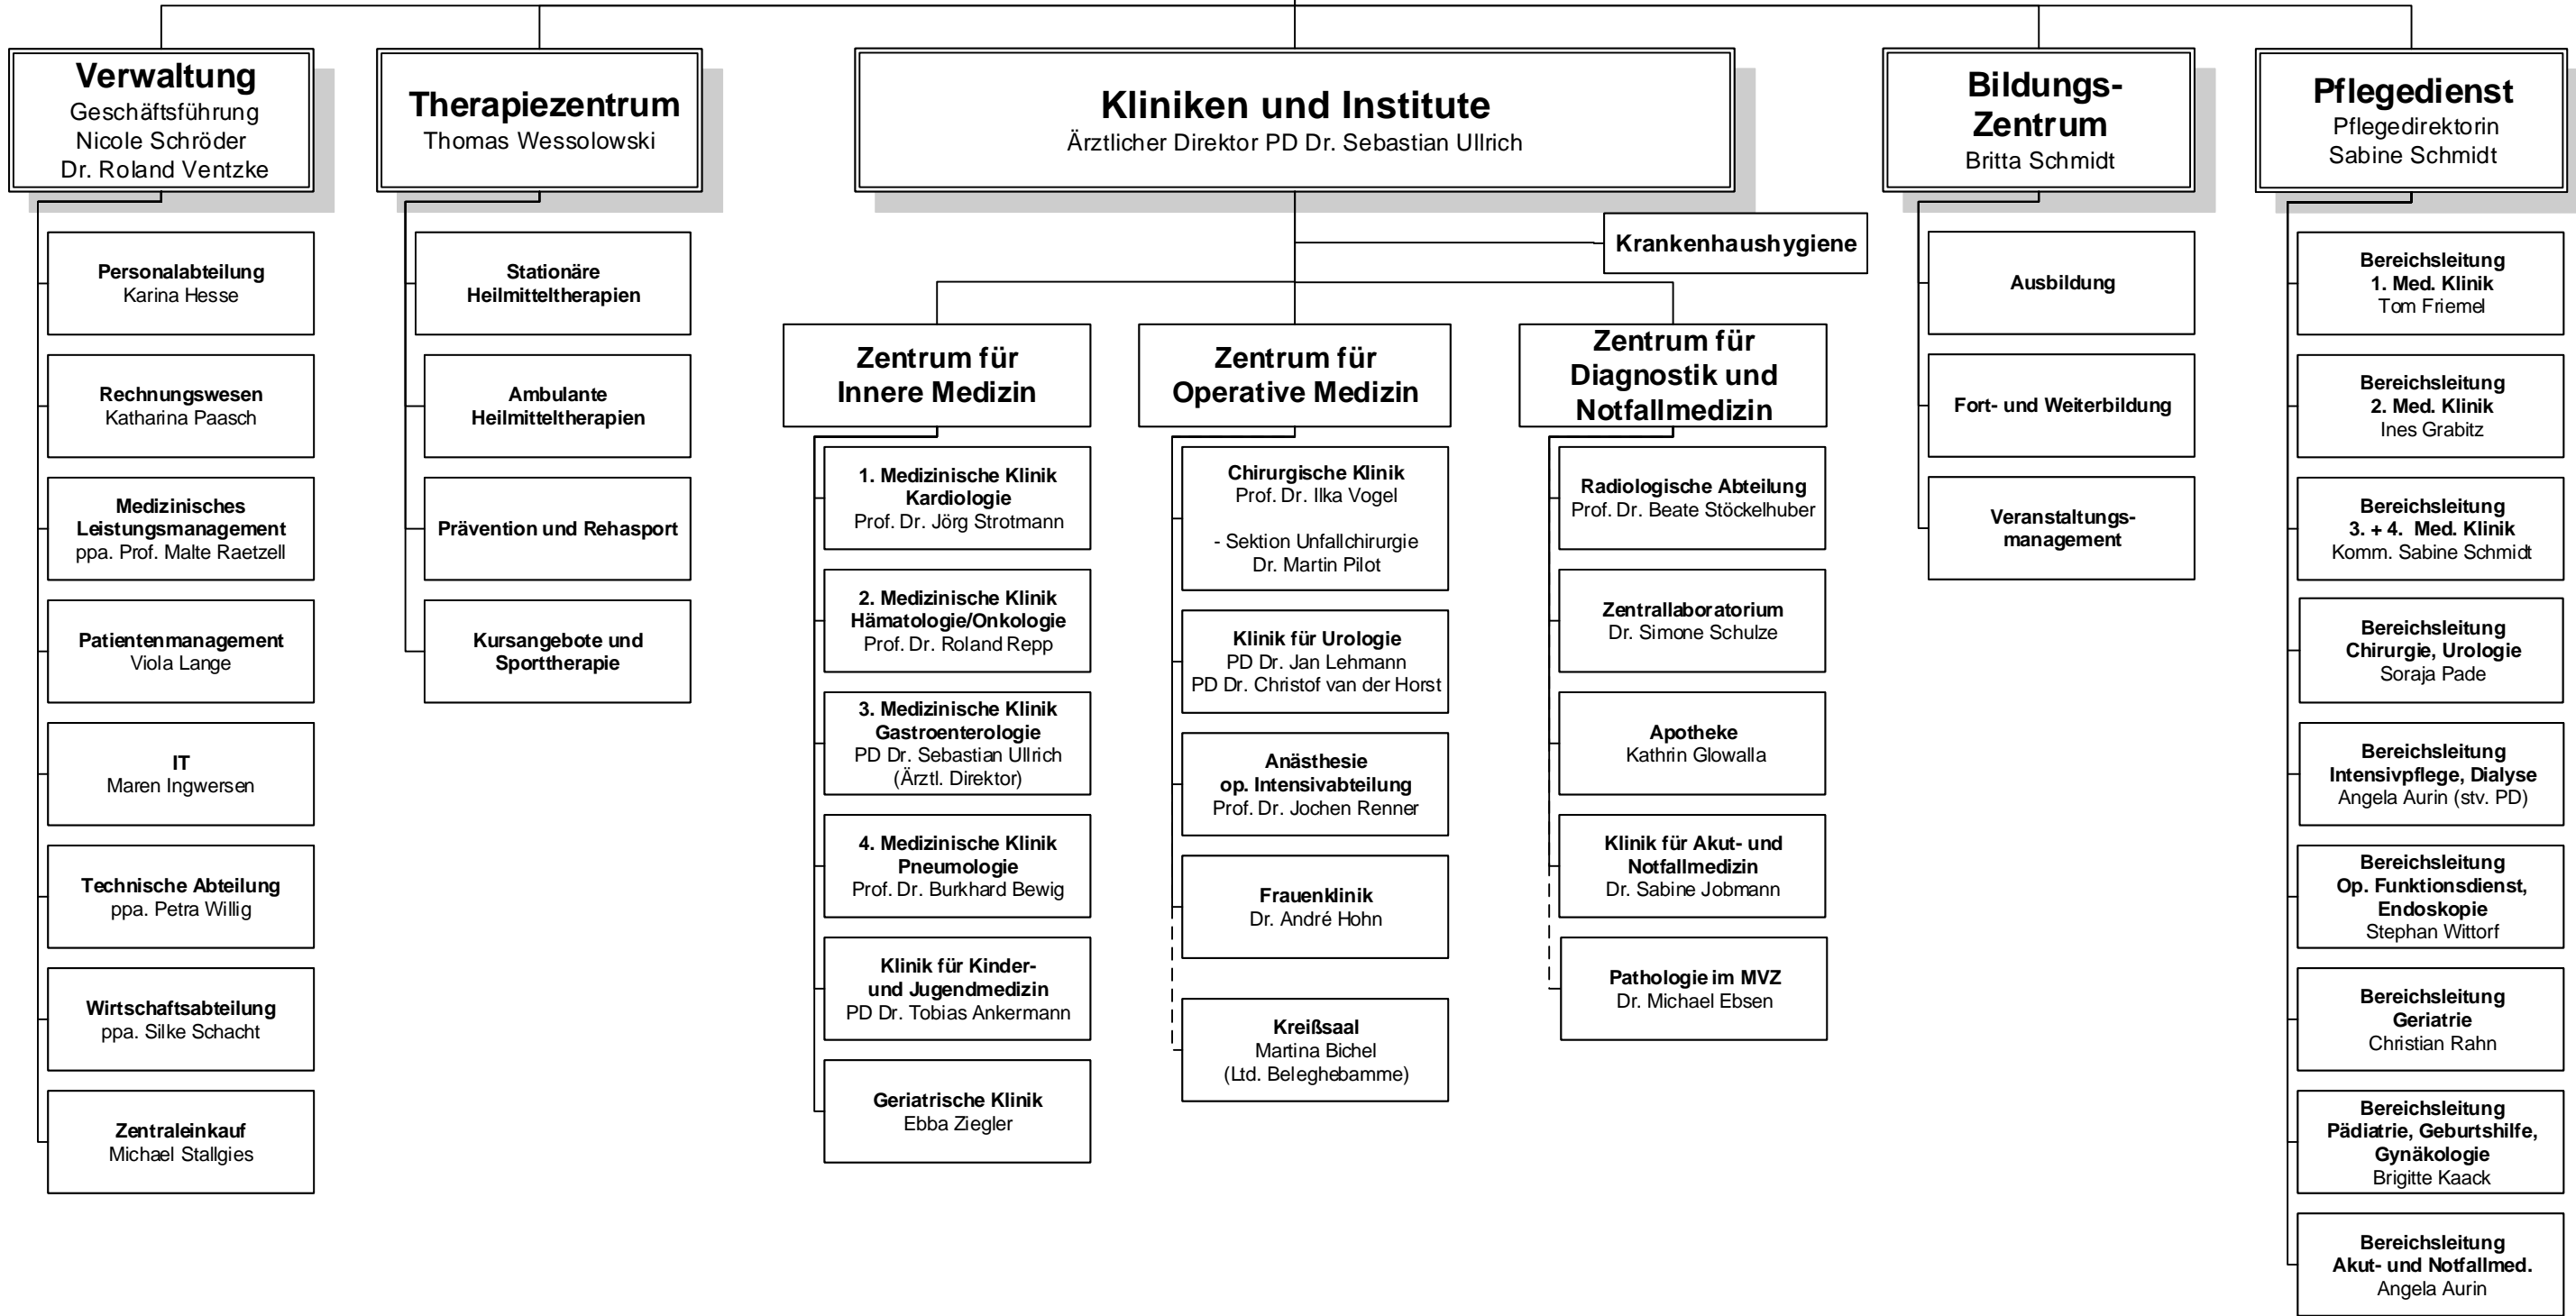 Verwaltung
Geschäftsführung
Nicole Schröder
Dr. Roland Ventzke
Personalabteilung
Karina Hesse
Rechnungswesen
Katharina Paasch
Medizinisches
Leistungsmanagement
ppa. Prof. Malte Raetzell
Patientenmanagement
Viola Lange
IT
Maren Ingwersen
Technische Abteilung
ppa. Petra Willig
Wirtschaftsabteilung
ppa. Silke Schacht
Zentraleinkauf
Michael Stallgies
Therapiezentrum
Thomas Wessolowski
Stationäre
Heilmitteltherapien
Ambulante
Heilmitteltherapien
Prävention und Rehasport
Kursangebote und
Sporttherapie
Kliniken und Institute
Ärztlicher Direktor PD Dr. Sebastian Ullrich
Krankenhaushygiene
Zentrum für
Innere Medizin
1. Medizinische Klinik
Kardiologie
Prof. Dr. Jörg Strotmann
2. Medizinische Klinik
Hämatologie/Onkologie
Prof. Dr. Roland Repp
3. Medizinische Klinik
Gastroenterologie
PD Dr. Sebastian Ullrich
(Ärztl. Direktor)
4. Medizinische Klinik
Pneumologie
Prof. Dr. Burkhard Bewig
Klinik für Kinder-
und Jugendmedizin
PD Dr. Tobias Ankermann
Geriatrische Klinik
Ebba Ziegler
Zentrum für
Operative Medizin
Chirurgische Klinik
Prof. Dr. Ilka Vogel
- Sektion Unfallchirurgie
Dr. Martin Pilot
Klinik für Urologie
PD Dr. Jan Lehmann
PD Dr. Christof van der Horst
Anästhesie
op. Intensivabteilung
Prof. Dr. Jochen Renner
Frauenklinik
Dr. André Hohn
Kreißsaal
Martina Bichel
(Ltd. Beleghebamme)
Zentrum für
Diagnostik und
Notfallmedizin
Radiologische Abteilung
Prof. Dr. Beate Stöckelhuber
Zentrallaboratorium
Dr. Simone Schulze
Apotheke
Kathrin Glowalla
Klinik für Akut- und
Notfallmedizin
Dr. Sabine Jobmann
Pathologie im MVZ
Dr. Michael Ebsen
Bildungs-
Zentrum
Britta Schmidt
Ausbildung
Fort- und Weiterbildung
Veranstaltungs-
management
Pflegedienst
Pflegedirektorin
Sabine Schmidt
Bereichsleitung
1. Med. Klinik
Tom Friemel
Bereichsleitung
2. Med. Klinik
Ines Grabitz
Bereichsleitung
3. + 4. Med. Klinik
Komm. Sabine Schmidt
Bereichsleitung
Chirurgie, Urologie
Soraja Pade
Bereichsleitung
Intensivpflege, Dialyse
Angela Aurin (stv. PD)
Bereichsleitung
Op. Funktionsdienst,
Endoskopie
Stephan Wittorf
Bereichsleitung
Geriatrie
Christian Rahn
Bereichsleitung
Pädiatrie, Geburtshilfe,
Gynäkologie
Brigitte Kaack
Bereichsleitung
Akut- und Notfallmed.
Angela Aurin